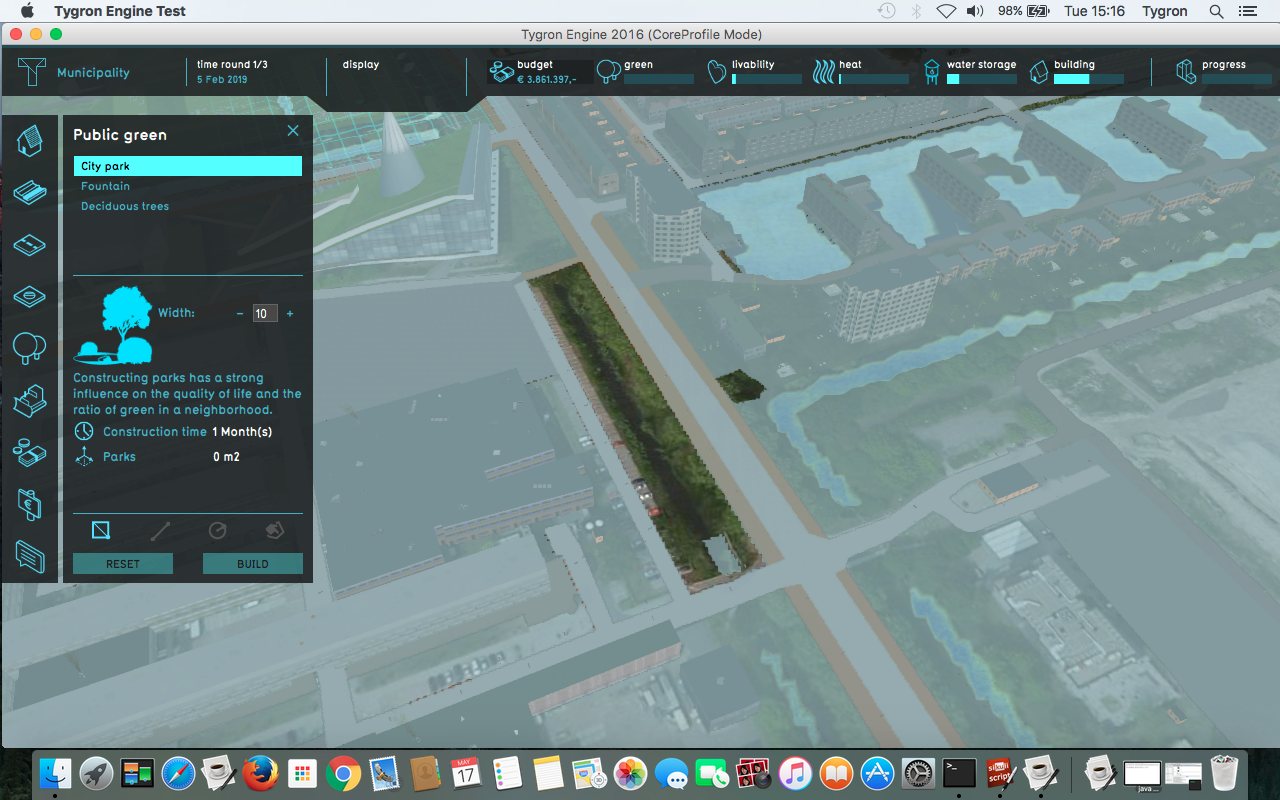 Tygron Engine Test
98%
Tue 15:16
Tygron
Tygron Engine 2016 (CoreProfile Mode)
Municipality
time round 1/3
5 Feb 2019
display
budget
€ 3.861.397,-
green
livability
heat
water storage
building
progress
Public green
City park
Fountain
Deciduous trees
Width:
−
10
+
Constructing parks has a strong
influence on the quality of life and the
ratio of green in a neighborhood.
Construction time 1 Month(s)
Parks 0 m2
RESET
BUILD
MAY
17